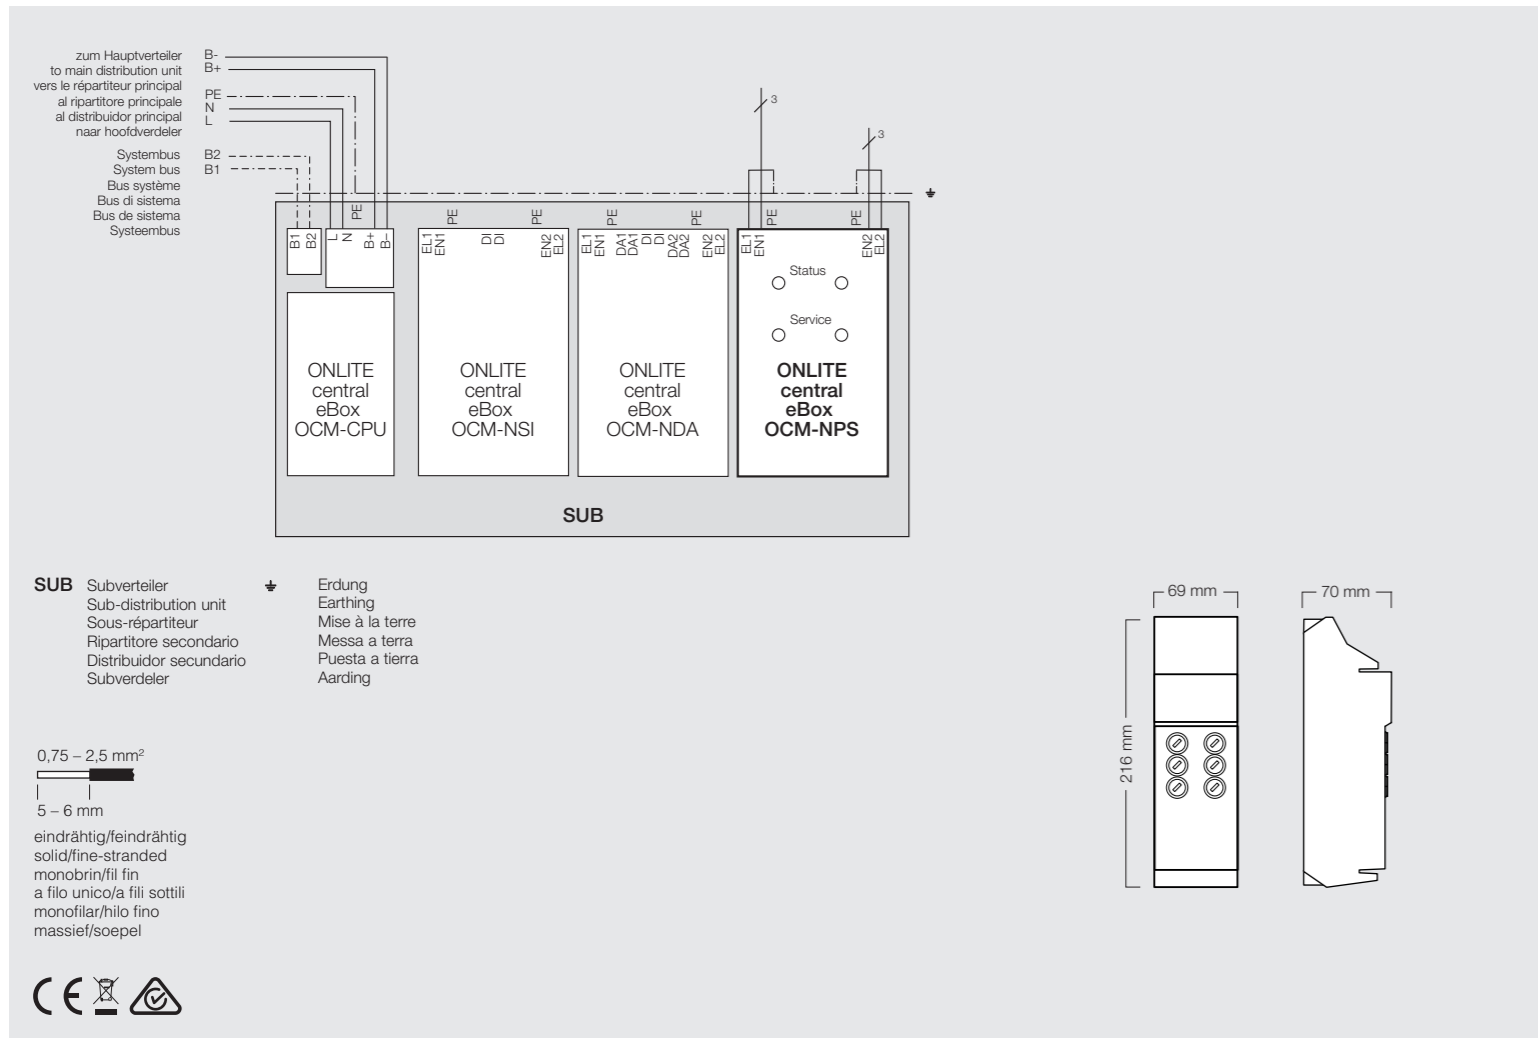 zum Hauptverteiler
to main distribution unit
vers le répartiteur principal
al ripartitore principale
al distribuidor principal
naar hoofdverdeler
B-
B+
PE
N
L
Systembus
System bus
Bus système
Bus di sistema
Bus de sistema
Systeembus
B2
B1
3
3
B1
B2
L
N
PE
B+
B–
EL1
EN1
PE
DI
DI
PE
EN2
EL2
EL1
EN1
PE
DA1
DA1
DI
DI
DA2
DA2
PE
EN2
EL2
EL1
EN1
PE
PE
EN2
EL2
Status
Service
ONLITE
central
eBox
OCM-CPU
ONLITE
central
eBox
OCM-NSI
ONLITE
central
eBox
OCM-NDA
ONLITE
central
eBox
OCM-NPS
SUB
SUB
Subverteiler
Sub-distribution unit
Sous-répartiteur
Ripartitore secondario
Distribuidor secundario
Subverdeler
Erdung
Earthing
Mise à la terre
Messa a terra
Puesta a tierra
Aarding
0,75 – 2,5 mm²
5 – 6 mm
eindrähtig/feindrähtig
solid/fine-stranded
monobrin/fil fin
a filo unico/a fili sottili
monofilar/hilo fino
massief/soepel
CE
69 mm
70 mm
216 mm